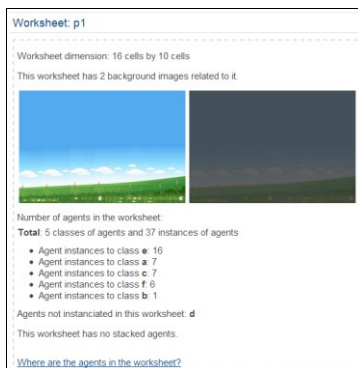 Worksheet: p1
Worksheet dimension: 16 cells by 10 cells
This worksheet has 2 background images related to it.
Number of agents in the worksheet:
Total: 5 classes of agents and 37 instances of agents
Agent instances to class e: 16
Agent instances to class a: 7
Agent instances to class c: 7
Agent instances to class f: 6
Agent instances to class b: 1
Agents not instanciated in this worksheet: d
This worksheet has no stacked agents.
Where are the agents in the worksheet?